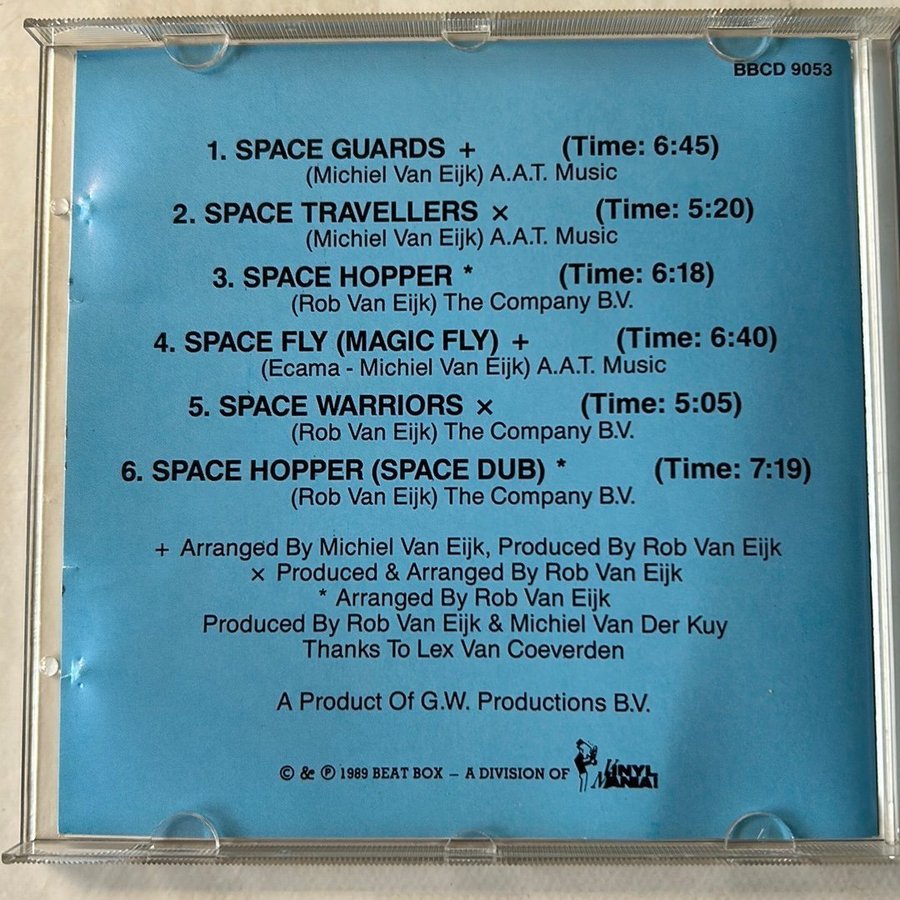 BBCD 9053
1. SPACE GUARDS + (Time: 6:45)
(Michiel Van Eijk) A.A.T. Music
2. SPACE TRAVELLERS × (Time: 5:20)
(Michiel Van Eijk) A.A.T. Music
3. SPACE HOPPER * (Time: 6:18)
(Rob Van Eijk) The Company B.V.
4. SPACE FLY (MAGIC FLY) + (Time: 6:40)
(Ecama - Michiel Van Eijk) A.A.T. Music
5. SPACE WARRIORS × (Time: 5:05)
(Rob Van Eijk) The Company B.V.
6. SPACE HOPPER (SPACE DUB) * (Time: 7:19)
(Rob Van Eijk) The Company B.V.
+ Arranged By Michiel Van Eijk, Produced By Rob Van Eijk
× Produced & Arranged By Rob Van Eijk
* Arranged By Rob Van Eijk
Produced By Rob Van Eijk & Michiel Van Der Kuy
Thanks To Lex Van Coeverden
A Product Of G.W. Productions B.V.
© & ℗ 1989 BEAT BOX – A DIVISION OF VINYL MANIA!